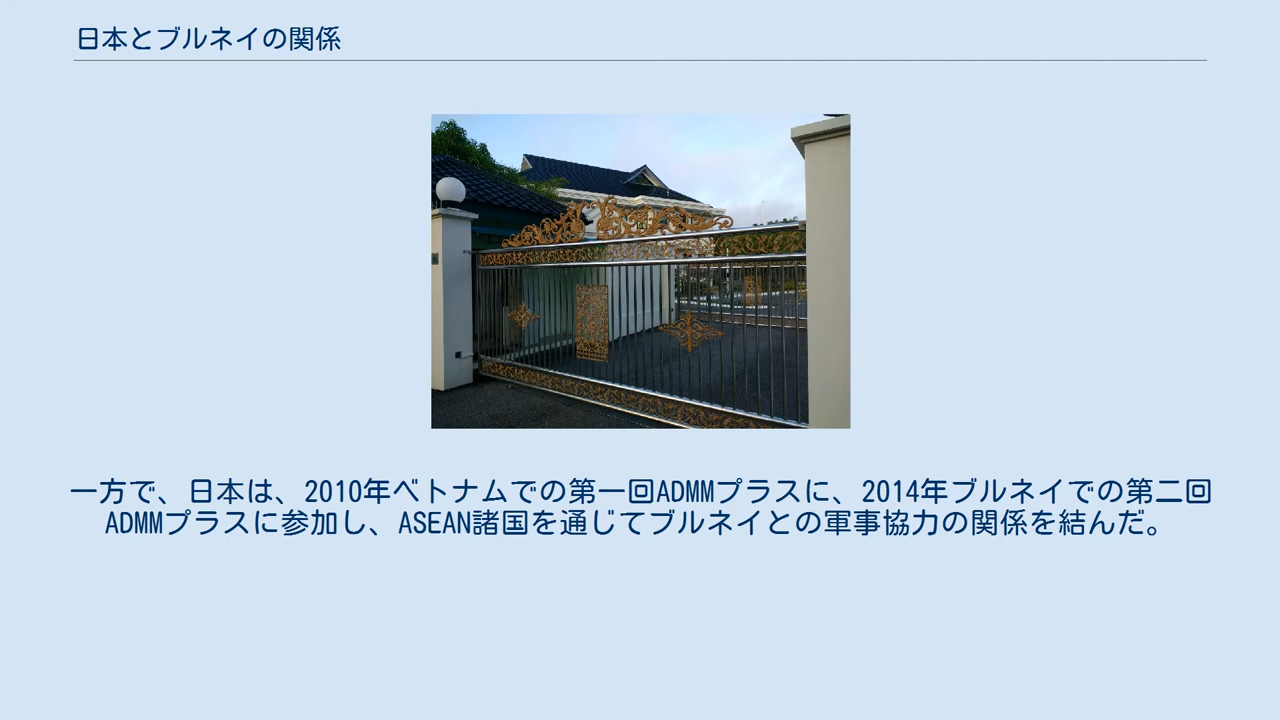 日本とブルネイの関係
一方で、日本は、2010年ベトナムでの第一回ADMMプラスに、2014年ブルネイでの第二回
ADMMプラスに参加し、ASEAN諸国を通じてブルネイとの軍事協力の関係を結んだ。